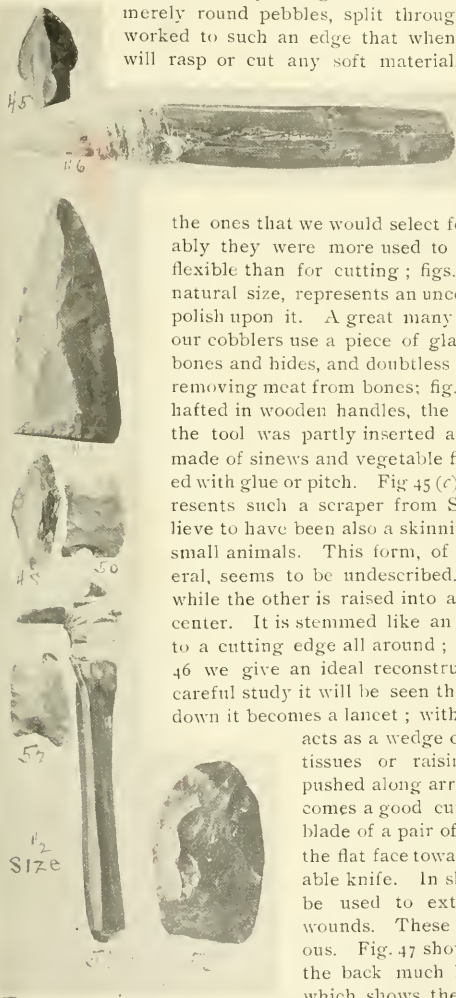 merely round pebbles, split throug
worked to such an edge that when
will rasp or cut any soft material
45
46
the ones that we would select f
ably they were more used to
flexible than for cutting ; figs.
natural size, represents an unc
polish upon it. A great many
our cobblers use a piece of gla
bones and hides, and doubtless
removing meat from bones; fig.
hafted in wooden handles, the
the tool was partly inserted a
made of sinews and vegetable f
ed with glue or pitch. Fig 45 (c)
resents such a scraper from S
lieve to have been also a skinni
small animals. This form, of
eral, seems to be undescribed.
while the other is raised into a
center. It is stemmed like an
to a cutting edge all around ;
46 we give an ideal reconstru
careful study it will be seen th
down it becomes a lancet ; with
acts as a wedge o
tissues or raisin
pushed along arr
comes a good cu
blade of a pair of
the flat face towa
able knife. In sh
be used to ext
wounds. These
ous. Fig. 47 sho
the back much
which shows the
50
1/2
SIZE